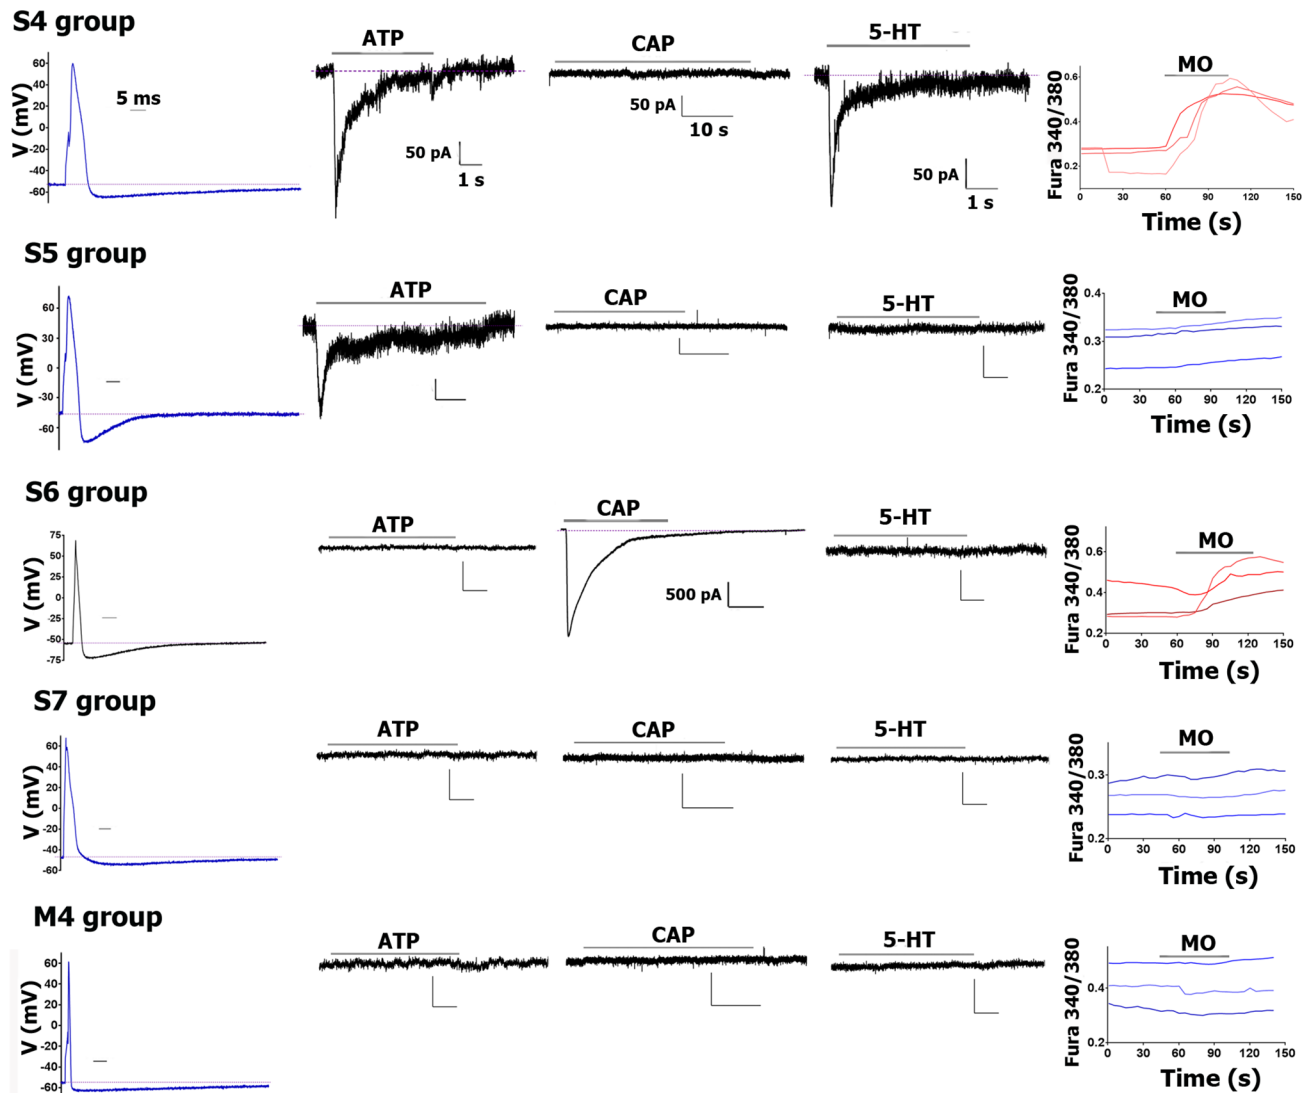 S4 group
V (mV)
60
40
20
0
-20
-40
-60
5 ms
ATP
50 pA
1 s
CAP
50 pA
10 s
5-HT
50 pA
1 s
MO
Fura 340/380
0.6
0.4
0.2
0 30 60 90 120 150
Time (s)
S5 group
V (mV)
60
30
0
-30
-60
ATP
CAP
5-HT
MO
Fura 340/380
0.4
0.3
0.2
0 30 60 90 120 150
Time (s)
S6 group
V (mV)
75
50
25
0
-25
-50
-75
ATP
CAP
500 pA
5-HT
MO
Fura 340/380
0.6
0.4
0.2
0 30 60 90 120 150
Time (s)
S7 group
V (mV)
60
40
20
0
-20
-40
-60
ATP
CAP
5-HT
MO
Fura 340/380
0.3
0.2
0 30 60 90 120 150
Time (s)
M4 group
V (mV)
60
40
20
0
-20
-40
-60
ATP
CAP
5-HT
MO
Fura 340/380
0.4
0.2
0 30 60 90 120 150
Time (s)